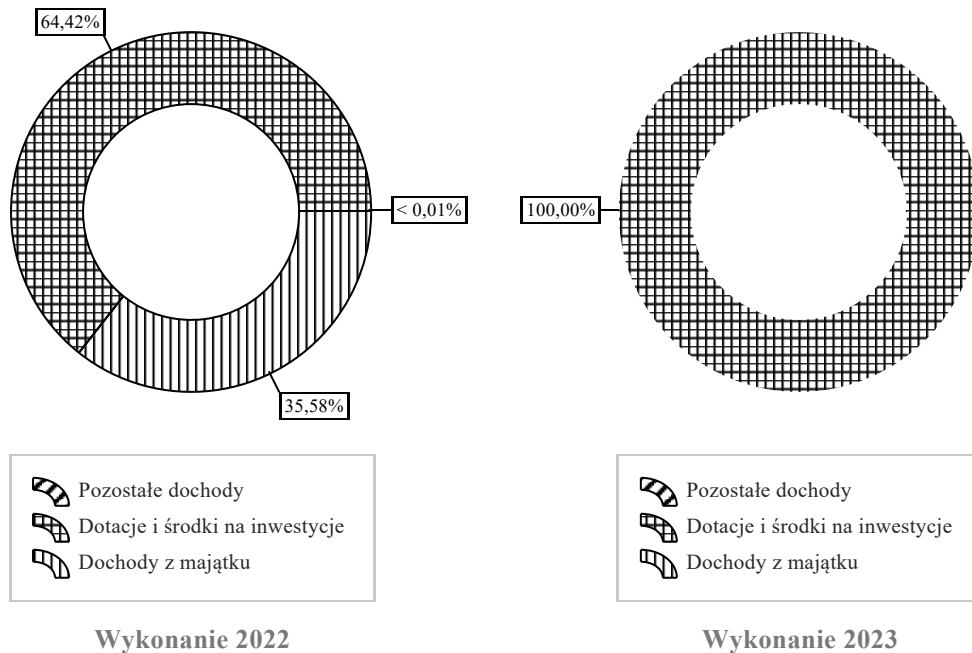 64,42%
< 0,01%
35,58%
Pozostałe dochody
Dotacje i środki na inwestycje
Dochody z majątku
Wykonanie 2022
100,00%
Pozostałe dochody
Dotacje i środki na inwestycje
Dochody z majątku
Wykonanie 2023